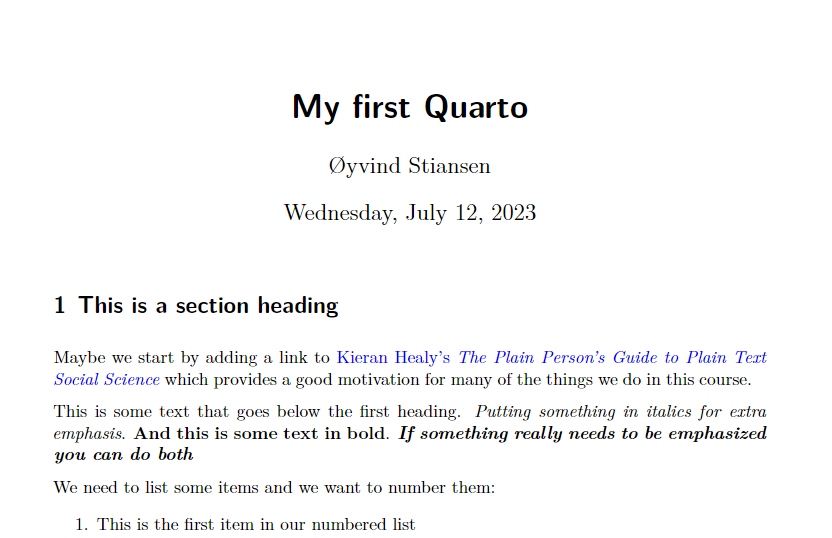 My first Quarto
Øyvind Stiansen
Wednesday, July 12, 2023
1 This is a section heading
Maybe we start by adding a link to Kieran Healy's The Plain Person's Guide to Plain Text
Social Science which provides a good motivation for many of the things we do in this course.
This is some text that goes below the first heading. Putting something in italics for extra
emphasis. And this is some text in bold. If something really needs to be emphasized
you can do both
We need to list some items and we want to number them:
1. This is the first item in our numbered list